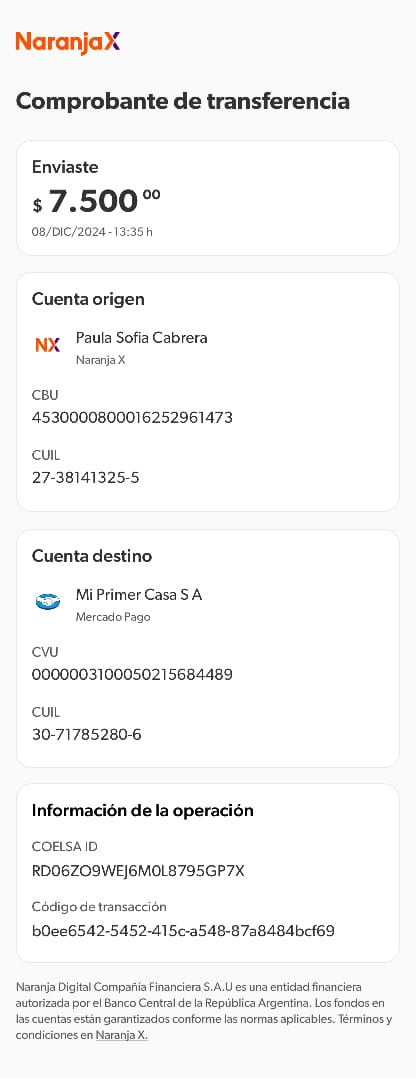 NaranjaX
Comprobante de transferencia
Enviaste
$ 7.500 00
08/DIC/2024 - 13:35 h
Cuenta origen
NX
Paula Sofia Cabrera
Naranja X
CBU
4530000800016252961473
CUIL
27-38141325-5
Cuenta destino
Mi Primer Casa S A
Mercado Pago
CVU
0000003100050215684489
CUIL
30-71785280-6
Información de la operación
COELSA ID
RD06ZO9WEJ6M0L8795GP7X
Código de transacción
b0ee6542-5452-415c-a548-87a8484bcf69
Naranja Digital Compañía Financiera S.A.U es una entidad financiera
autorizada por el Banco Central de la República Argentina. Los fondos en
las cuentas están garantizados conforme las normas aplicables. Términos y
condiciones en Naranja X.